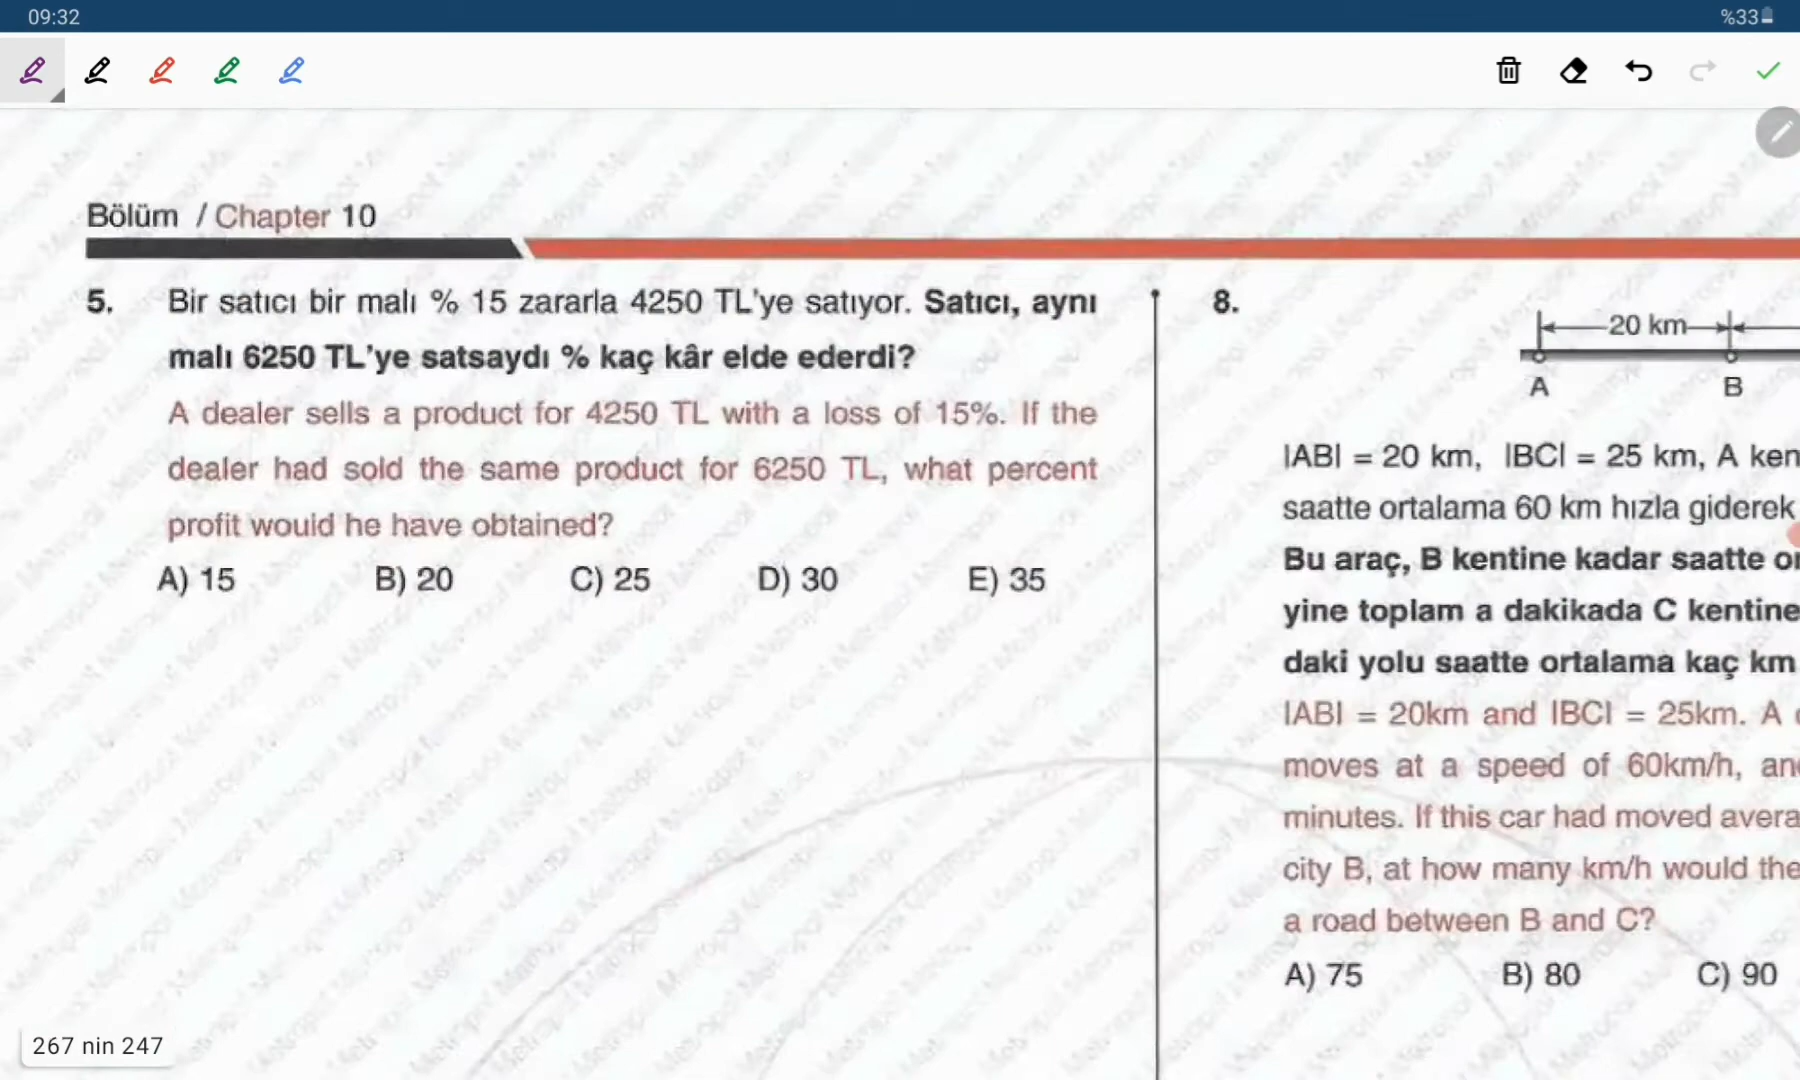 09:32
%33
Bölüm / Chapter 10
5. Bir satıcı bir malı % 15 zararla 4250 TL'ye satıyor. Satıcı, aynı
malı 6250 TL'ye satsaydı % kaç kâr elde ederdi?
A dealer sells a product for 4250 TL with a loss of 15%. If the
dealer had sold the same product for 6250 TL, what percent
profit would he have obtained?
A) 15 B) 20 C) 25 D) 30 E) 35
8.
20 km
A B
|AB| = 20 km, |BC| = 25 km, A ken
saatte ortalama 60 km hızla giderek
Bu araç, B kentine kadar saatte or
yine toplam a dakikada C kentine
daki yolu saatte ortalama kaç km
|AB| = 20km and |BC| = 25km. A
moves at a speed of 60km/h, an
minutes. If this car had moved avera
city B, at how many km/h would the
a road between B and C?
A) 75 B) 80 C) 90
267 nin 247